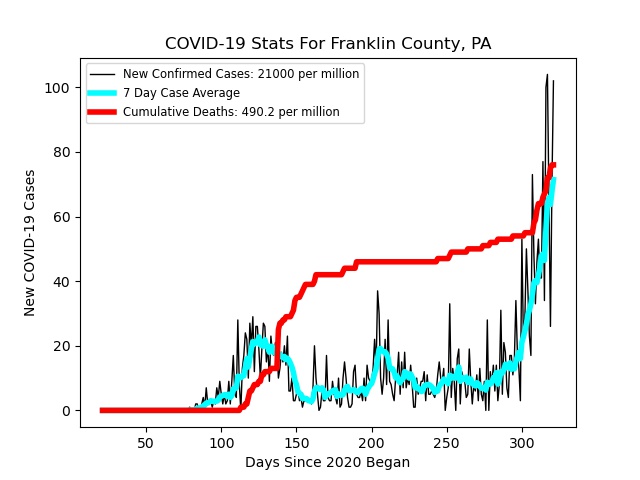 COVID-19 Stats For Franklin County, PA
New Confirmed Cases: 21000 per million
7 Day Case Average
Cumulative Deaths: 490.2 per million
New COVID-19 Cases
100
80
60
40
20
0
50 100 150 200 250 300
Days Since 2020 Began